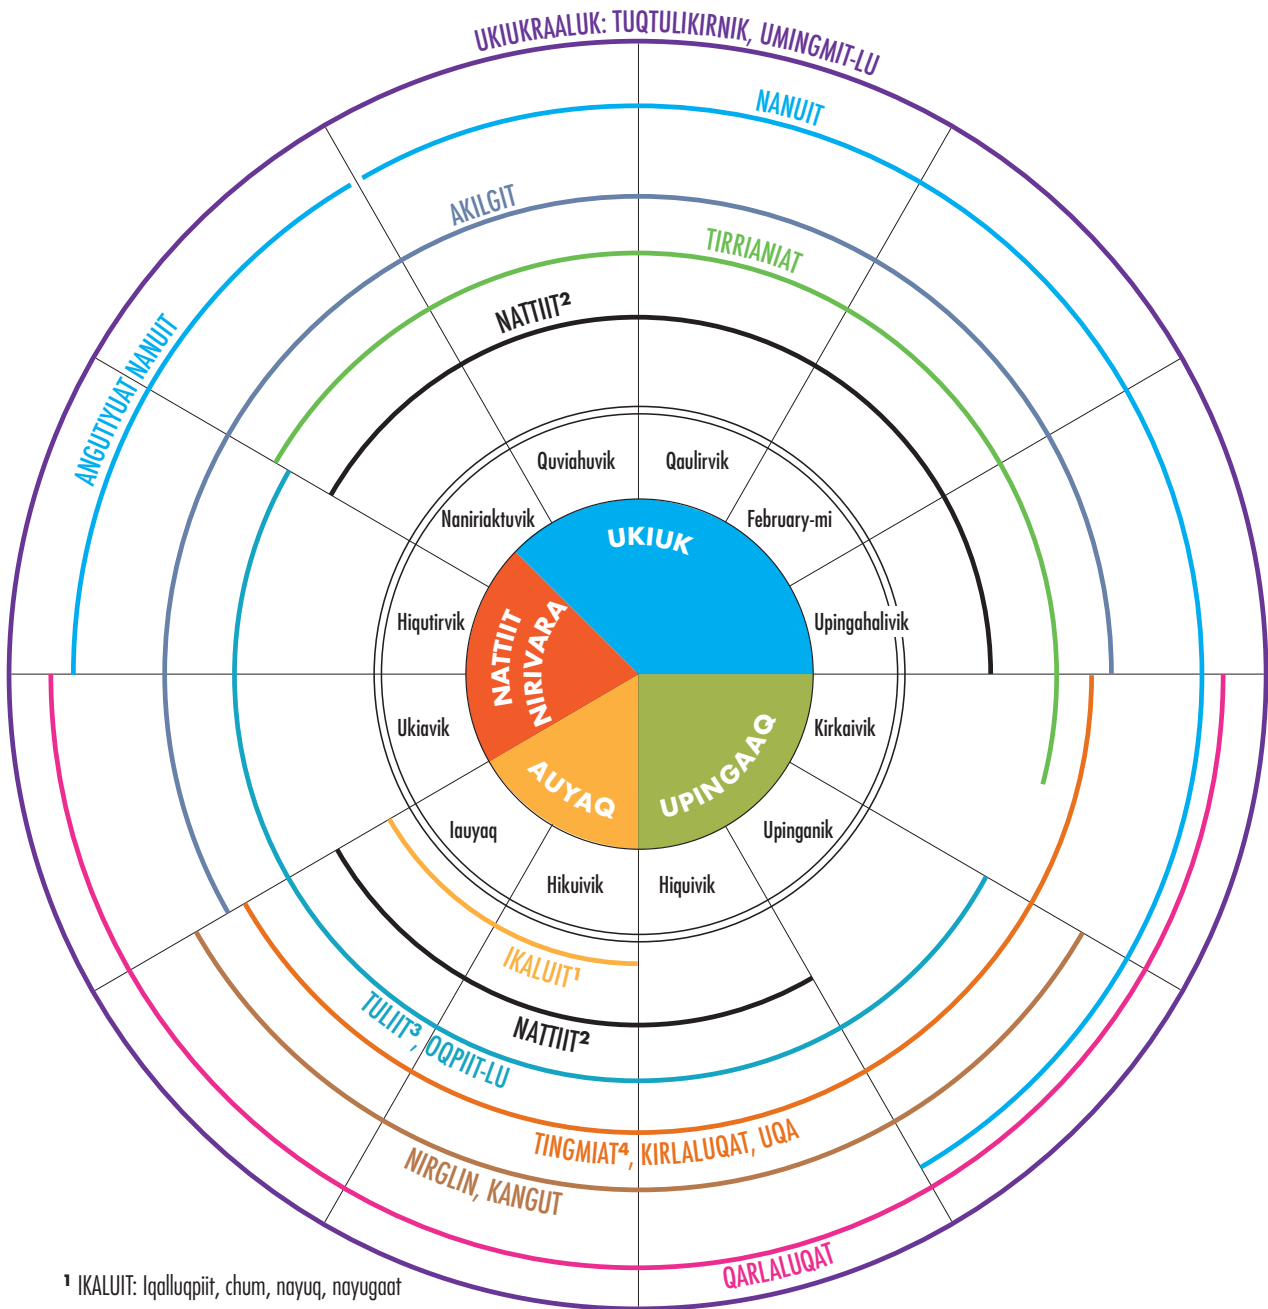 UKIUKRAALUK: TUQTULIKIRNIK, UMINGMIT-LU
NANUIT
AKILGIT
TIRRIANIAT
NATTIIT²
ANGUTIYUAT NANUIT
Quviahuvik
Qaulirvik
Naniriaktuvik
February-mi
UKIUK
Hiqutirvik
Upingahalivik
NATTIIT
NIRIVARA
Ukiavik
Kirkaivik
AUYAQ
UPINGAAQ
Iauyaq
Upinganik
Hikuivik
Hiquivik
IKALUIT¹
NATTIIT²
TULIIT³, OQPIIT-LU
TINGMIAT⁴, KIRLALUQAT, UQA
NIRGLIN, KANGUT
QARLALUQAT
¹ IKALUIT: Iqalluqpiit, chum, nayuq, nayugaat